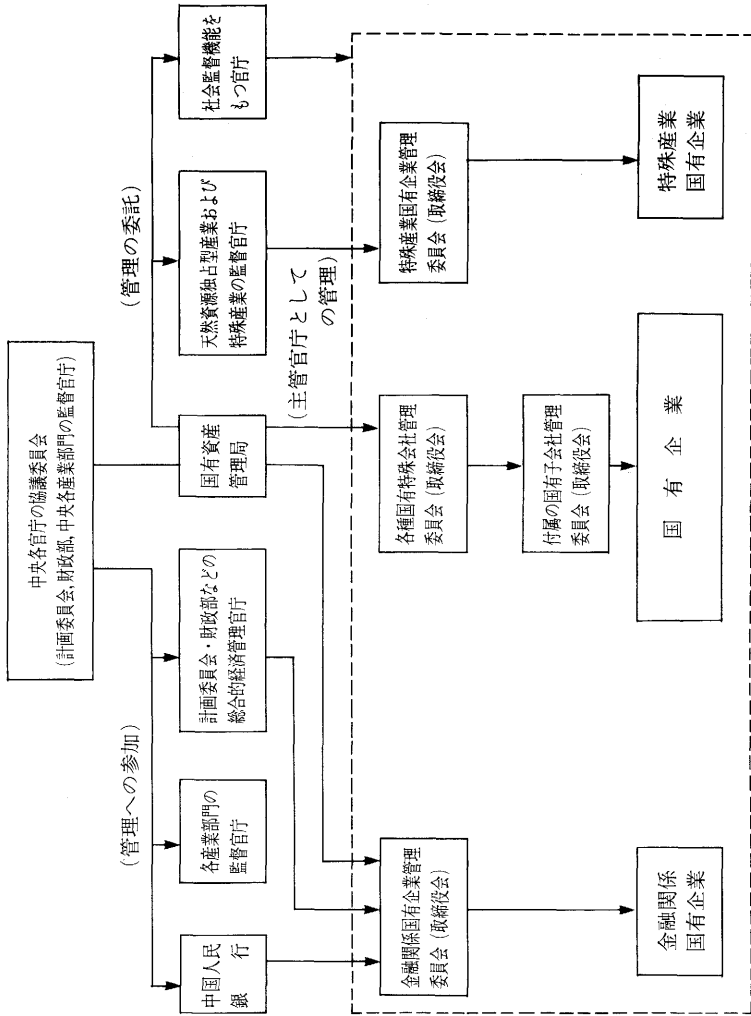 中央各官庁の協議委員会
(計画委員会,財政部,中央各産業部門の監督官庁)
(管理への参加)
(管理の委託)
中国人民
銀　　行
各産業部門の
監督官庁
計画委員会・財政部などの
総合的経済管理官庁
国有資産
管理局
天然資源独占型産業および
特殊産業の監督官庁
社会監督機能を
もつ官庁
(主管官庁として
の管理)
金融関係国有企業管理
委員会(取締役会)
各種国有特殊会社管理
委員会(取締役会)
特殊産業国有企業管理
委員会(取締役会)
付属の国有子会社管理
委員会(取締役会)
金融関係
国有企業
国　有　企　業
特殊産業
国有企業